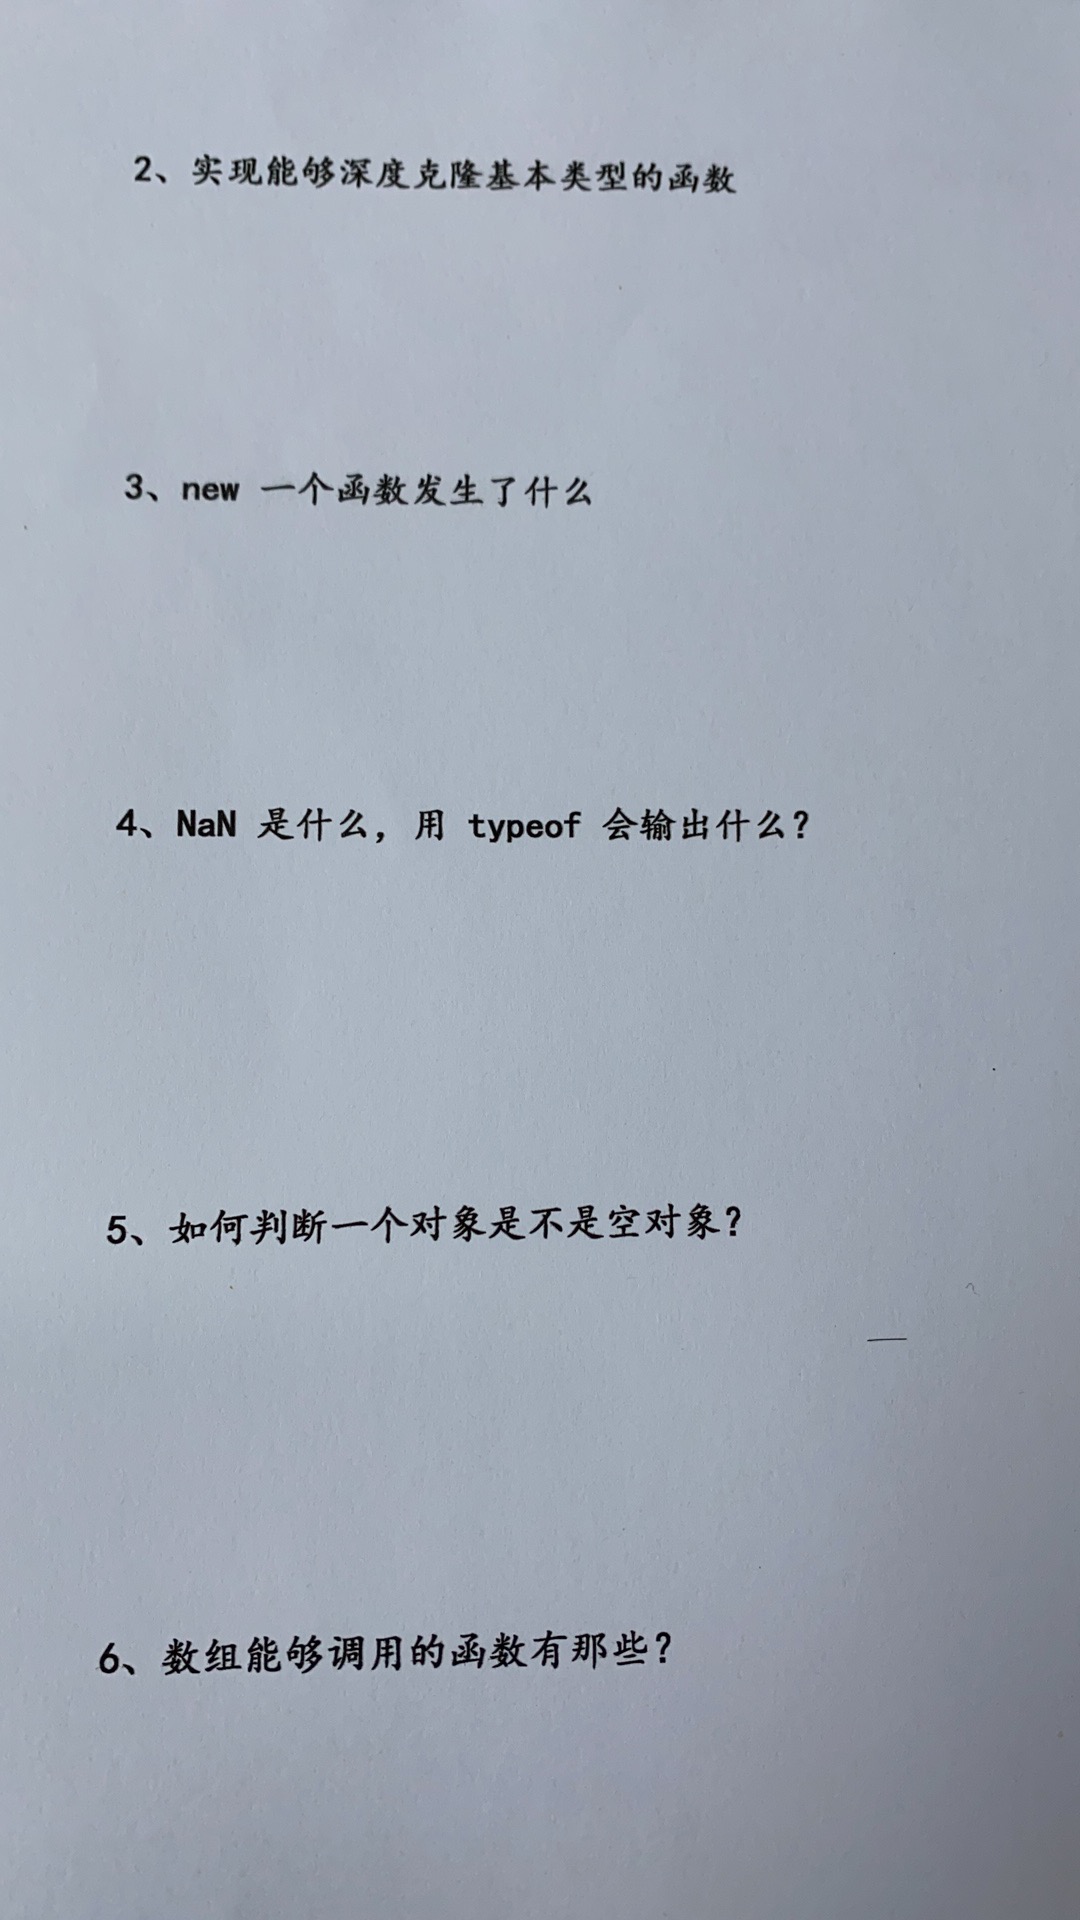 2、实现能够深度克隆基本类型的函数
3、new 一个函数发生了什么
4、NaN 是什么，用 typeof 会输出什么？
5、如何判断一个对象是不是空对象？
6、数组能够调用的函数有那些？